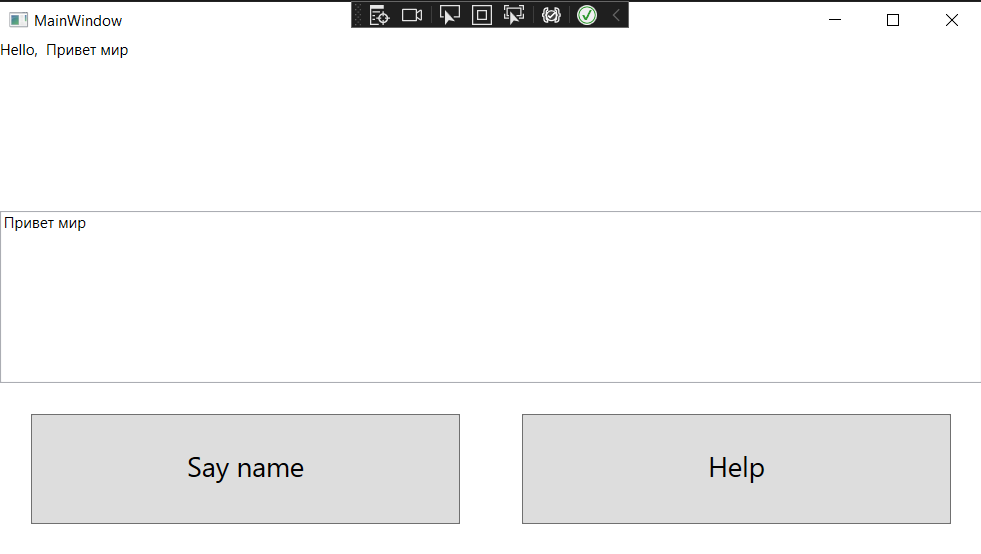 MainWindow
Hello,  Привет мир
Привет мир
Say name
Help